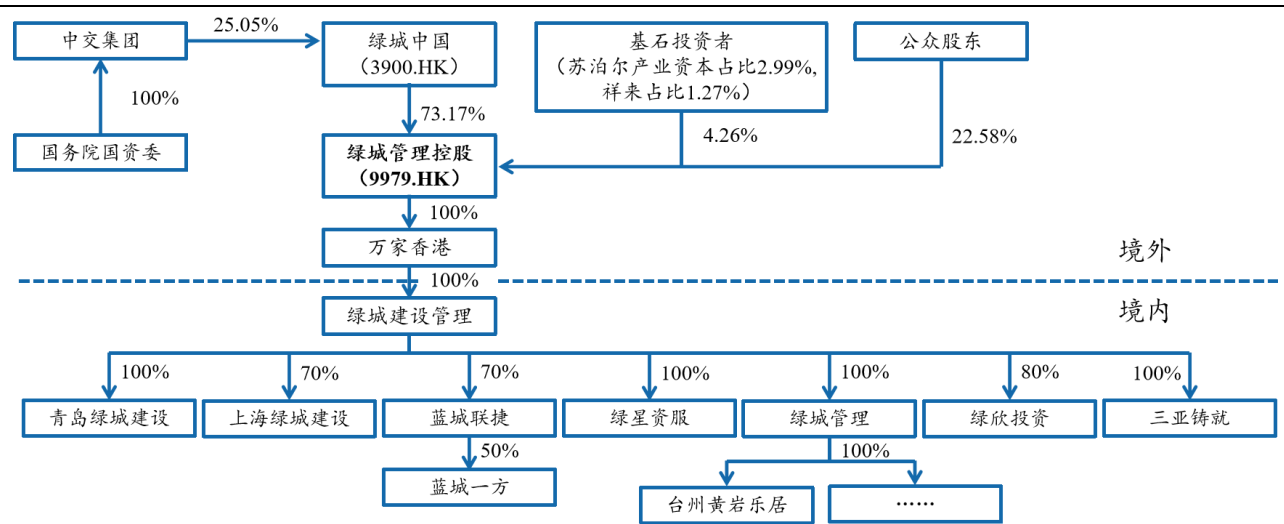 中交集团
25.05%
绿城中国
（3900.HK）
基石投资者
（苏泊尔产业资本占比2.99%,
祥来占比1.27%）
公众股东
100%
73.17%
4.26%
22.58%
国务院国资委
绿城管理控股
（9979.HK）
100%
万家香港
境外
100%
境内
绿城建设管理
100%
70%
70%
100%
100%
80%
100%
青岛绿城建设
上海绿城建设
蓝城联捷
绿星资服
绿城管理
绿欣投资
三亚铸就
50%
100%
蓝城一方
台州黄岩乐居
……